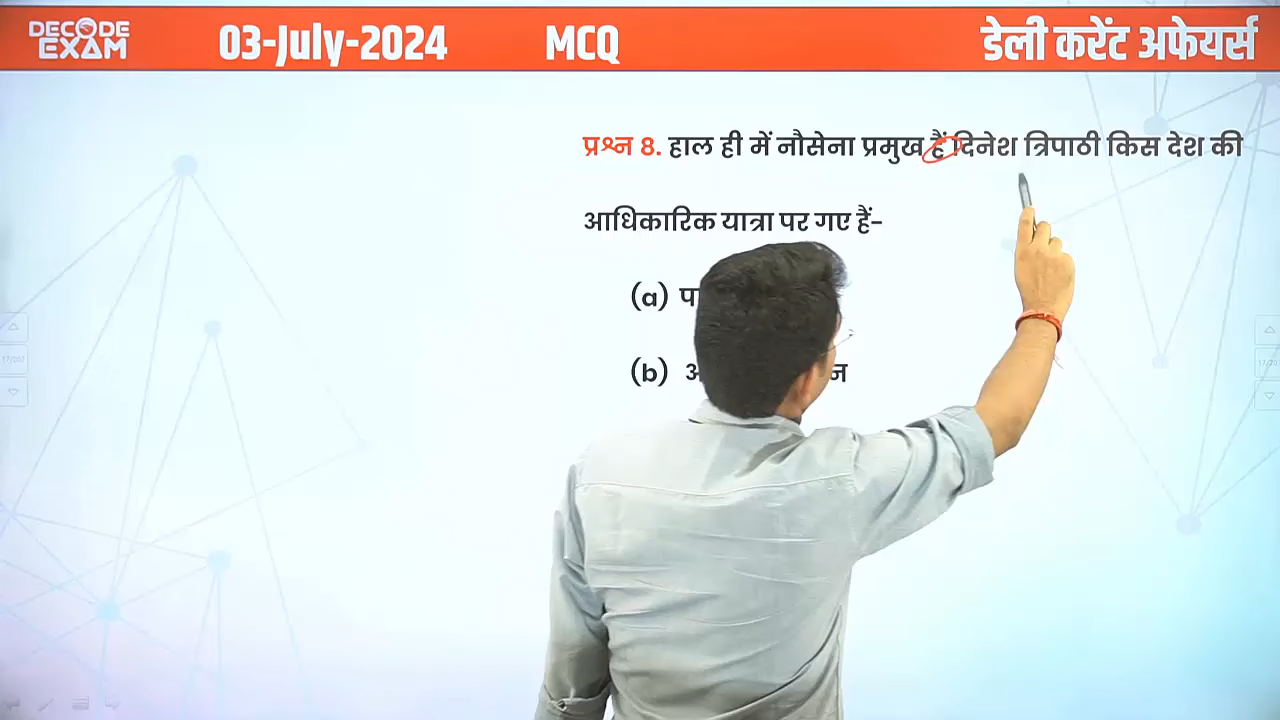 DECODE
EXAM
03-July-2024
MCQ
डेली करेंट अफेयर्स
प्रश्न 8. हाल ही में नौसेना प्रमुख हैं दिनेश त्रिपाठी किस देश की
आधिकारिक यात्रा पर गए हैं-
(a)
(b)